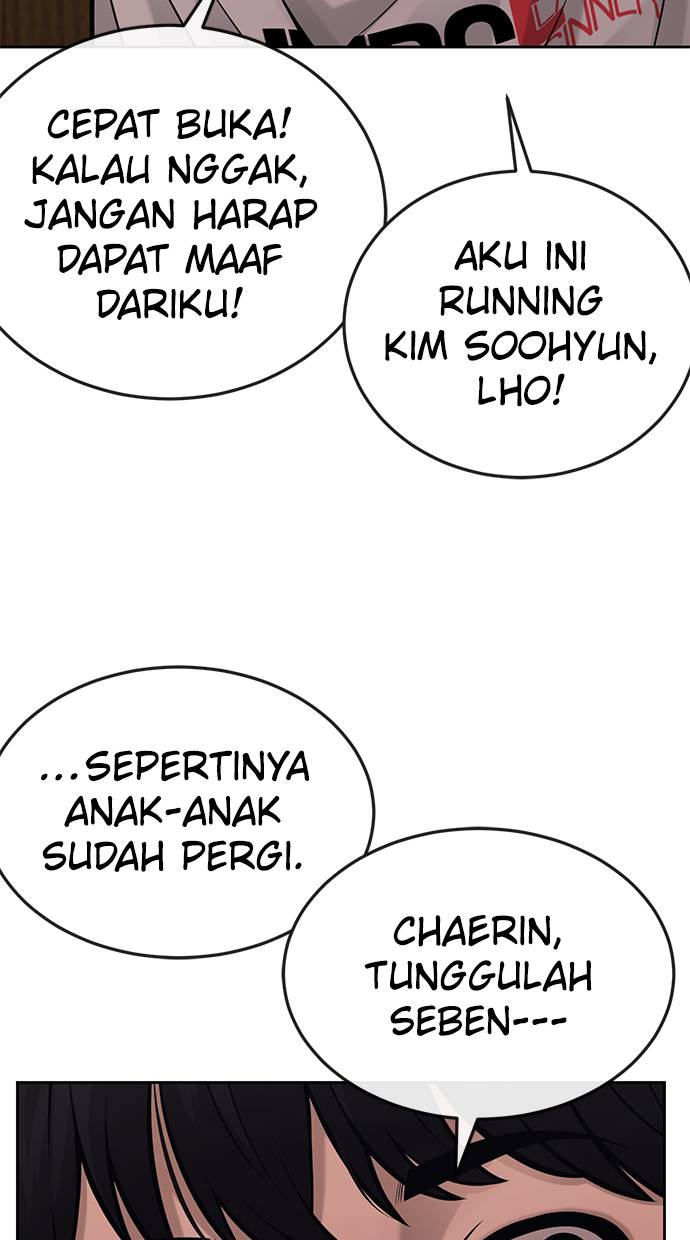 DINNER
CEPAT BUKA!
KALAU NGGAK,
JANGAN HARAP
DAPAT MAAF
DARIKU!
AKU INI
RUNNING
KIM SOOHYUN,
LHO!
...SEPERTINYA
ANAK-ANAK
SUDAH PERGI.
CHAERIN,
TUNGGULAH
SEBEN---